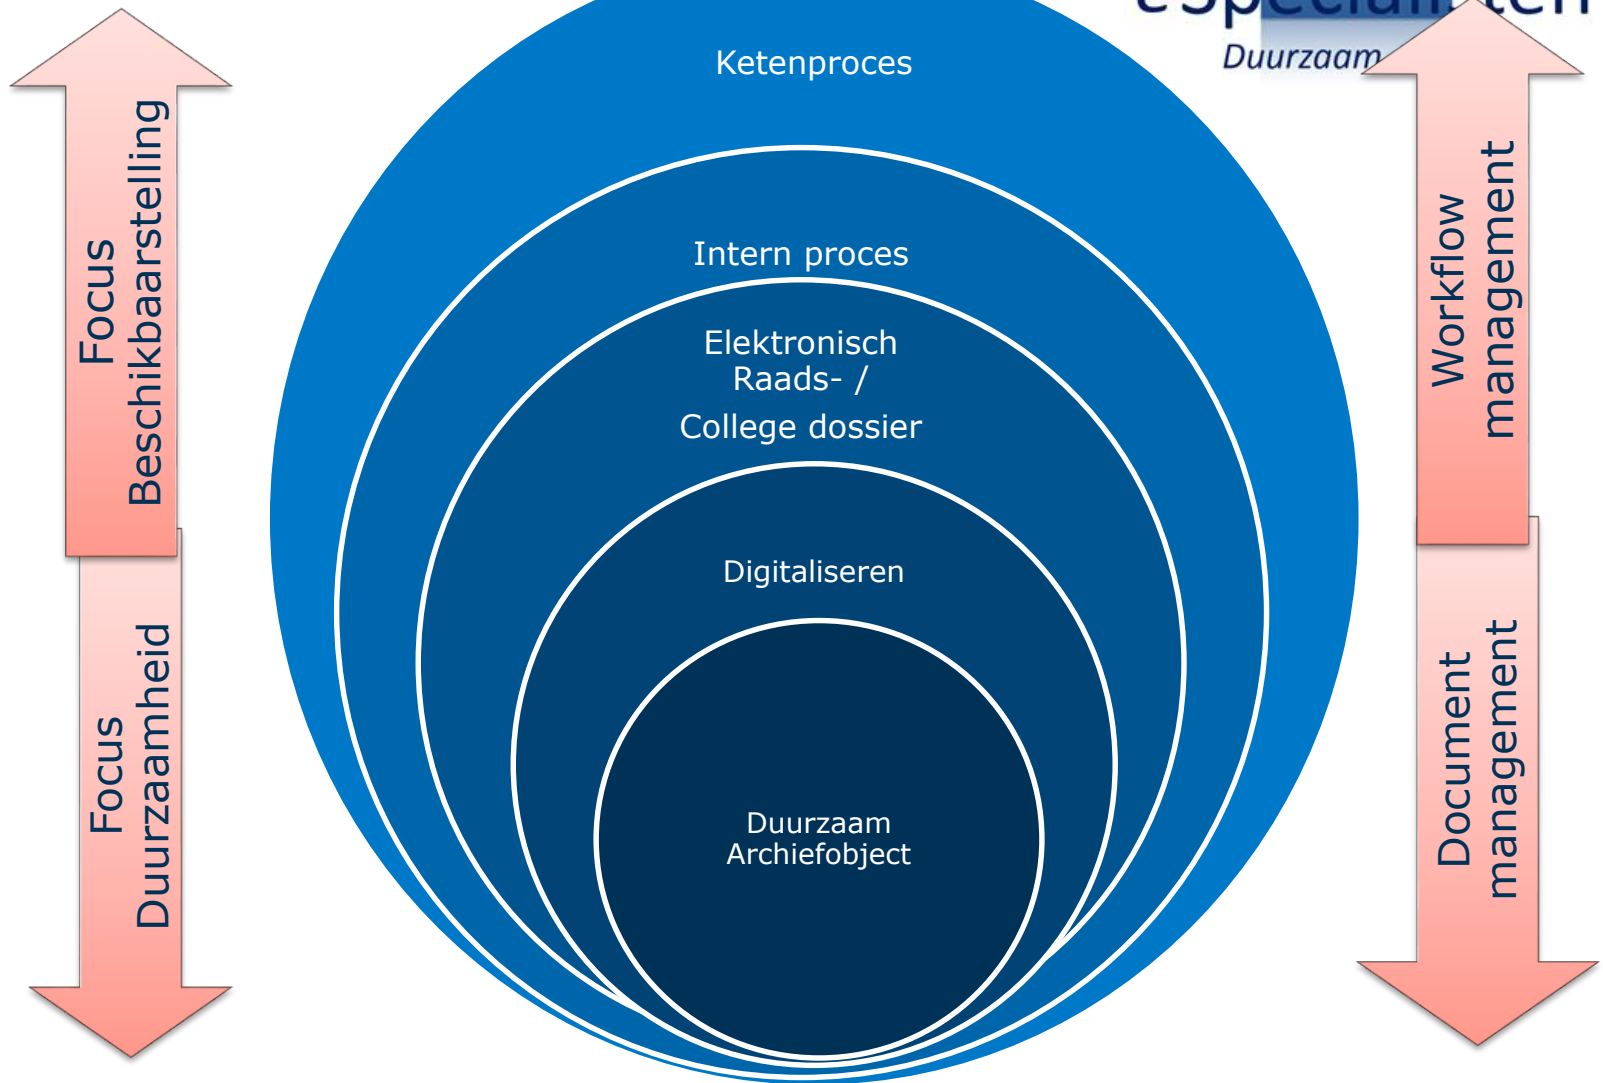 Duurzaam
Ketenproces
Intern proces
Elektronisch
Raads- /
College dossier
Digitaliseren
Duurzaam
Archiefobject
Focus
Beschikbaarstelling
Focus
Duurzaamheid
Workflow
management
Document
management